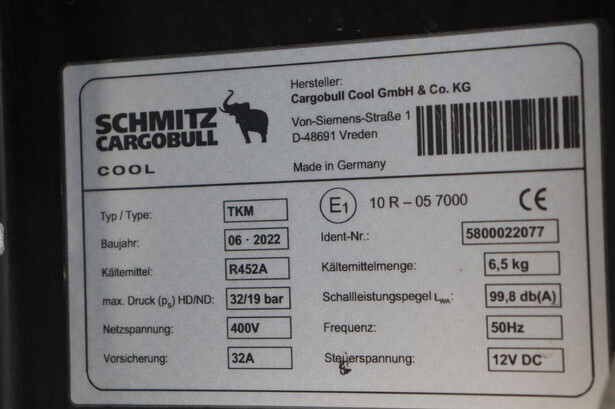 SCHMITZ
CARGOBULL
COOL
Hersteller:
Cargobull Cool GmbH & Co. KG
Von-Siemens-Straße 1
D-48691 Vreden
Made in Germany
Typ / Type: TKM E1 10 R – 05 7000 CE
Baujahr: 06 · 2022 Ident-Nr.: 5800022077
Kältemittel: R452A Kältemittelmenge: 6,5 kg
max. Druck (ps) HD/ND: 32/19 bar Schallleistungspegel LWA: 99,8 db(A)
Netzspannung: 400V Frequenz: 50Hz
Vorsicherung: 32A Steuerspannung: 12V DC